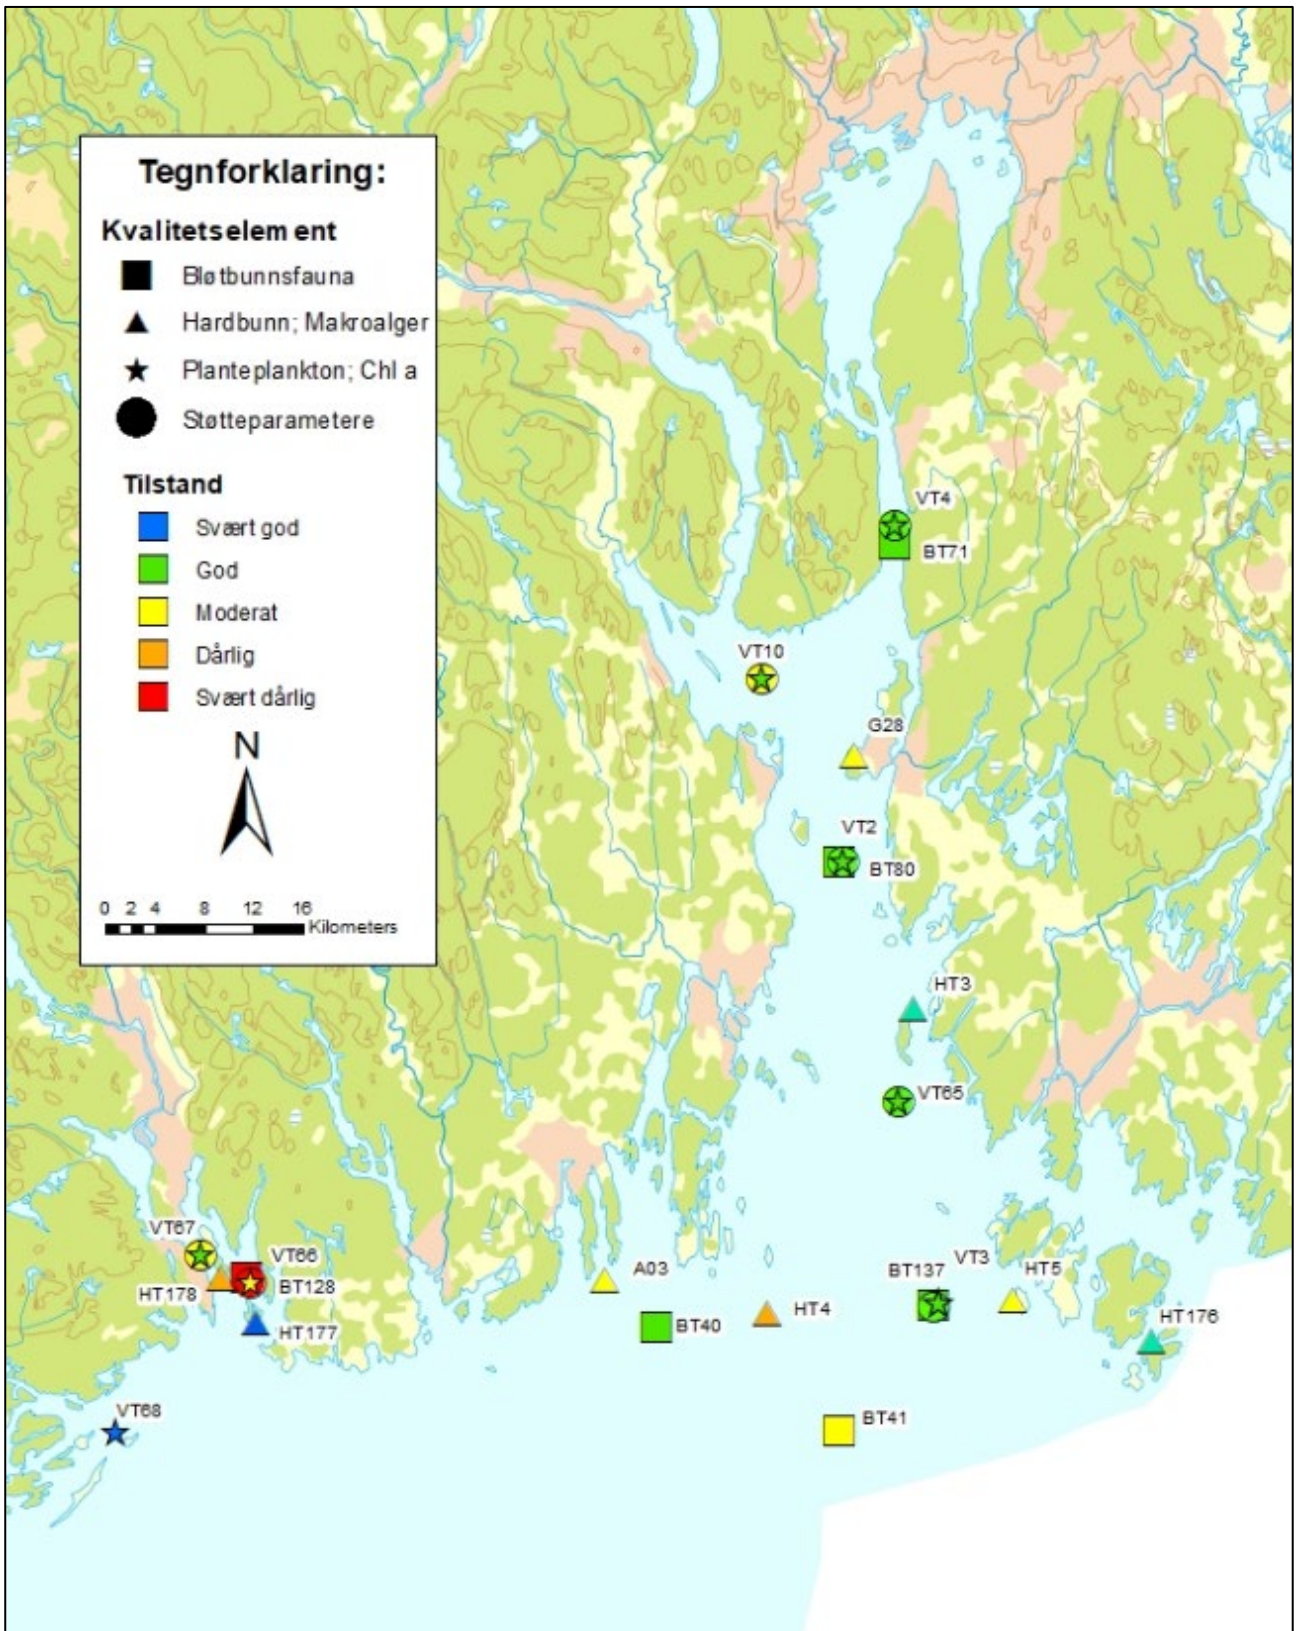 Tegnforklaring:
Kvalitetselement
Bløtbunnsfauna
Hardbunn; Makroalger
Planteplankton; Chl a
Støtteparametere
Tilstand
Svært god
God
Moderat
Dårlig
Svært dårlig
N
0 2 4 8 12 16
Kilometers
VT4
BT71
VT10
G28
VT2
BT80
HT3
VT65
VT67
VT66
HT178
BT128
HT177
A03
BT40
HT4
VT3
BT137
HT5
HT176
VT68
BT41